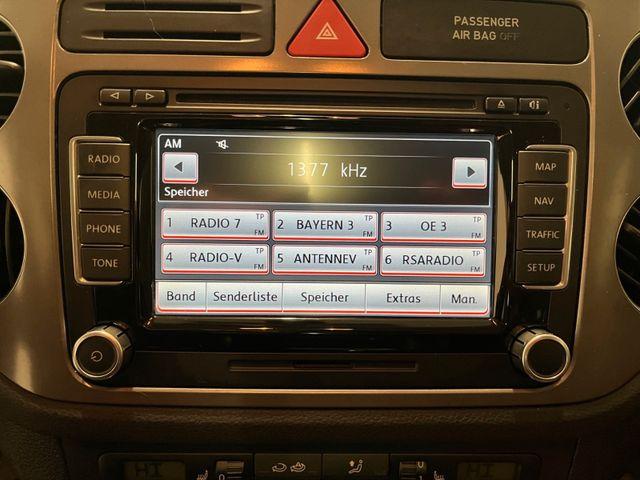 PASSENGER
AIR BAG OFF
RADIO
MEDIA
PHONE
TONE
AM
1377 kHz
Speicher
1 RADIO 7 TP FM
2 BAYERN 3 TP FM
3 OE 3 TP FM
4 RADIO-V TP FM
5 ANTENNEV TP FM
6 RSARADIO TP FM
Band Senderliste Speicher Extras Man.
MAP
NAV
TRAFFIC
SETUP
HI HI